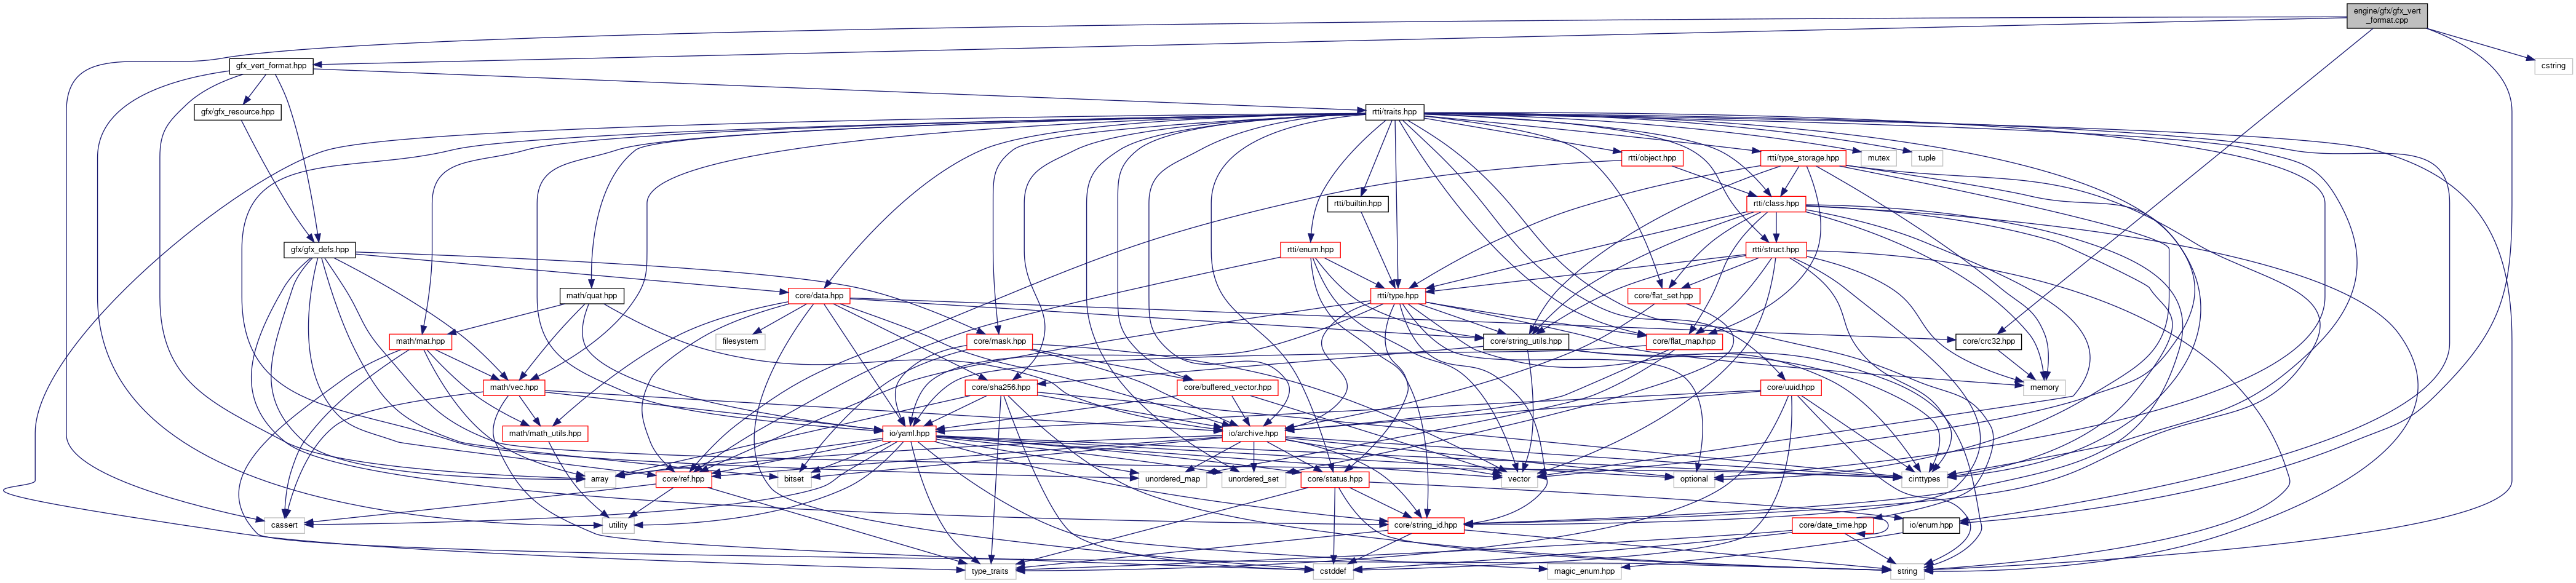 engine/gfx/gfx_vert
_format.cpp
gfx_vert_format.hpp
cstring
gfx/gfx_resource.hpp
rtti/traits.hpp
rtti/object.hpp
rtti/type_storage.hpp
mutex
tuple
rtti/builtin.hpp
rtti/class.hpp
gfx/gfx_defs.hpp
rtti/enum.hpp
rtti/struct.hpp
math/quat.hpp
core/data.hpp
rtti/type.hpp
core/flat_set.hpp
math/mat.hpp
filesystem
core/mask.hpp
core/string_utils.hpp
core/flat_map.hpp
core/crc32.hpp
math/vec.hpp
core/sha256.hpp
core/buffered_vector.hpp
core/uuid.hpp
memory
math/math_utils.hpp
io/yaml.hpp
io/archive.hpp
array
core/ref.hpp
bitset
unordered_map
unordered_set
core/status.hpp
vector
optional
cinttypes
cassert
utility
core/string_id.hpp
core/date_time.hpp
io/enum.hpp
type_traits
cstddef
magic_enum.hpp
string